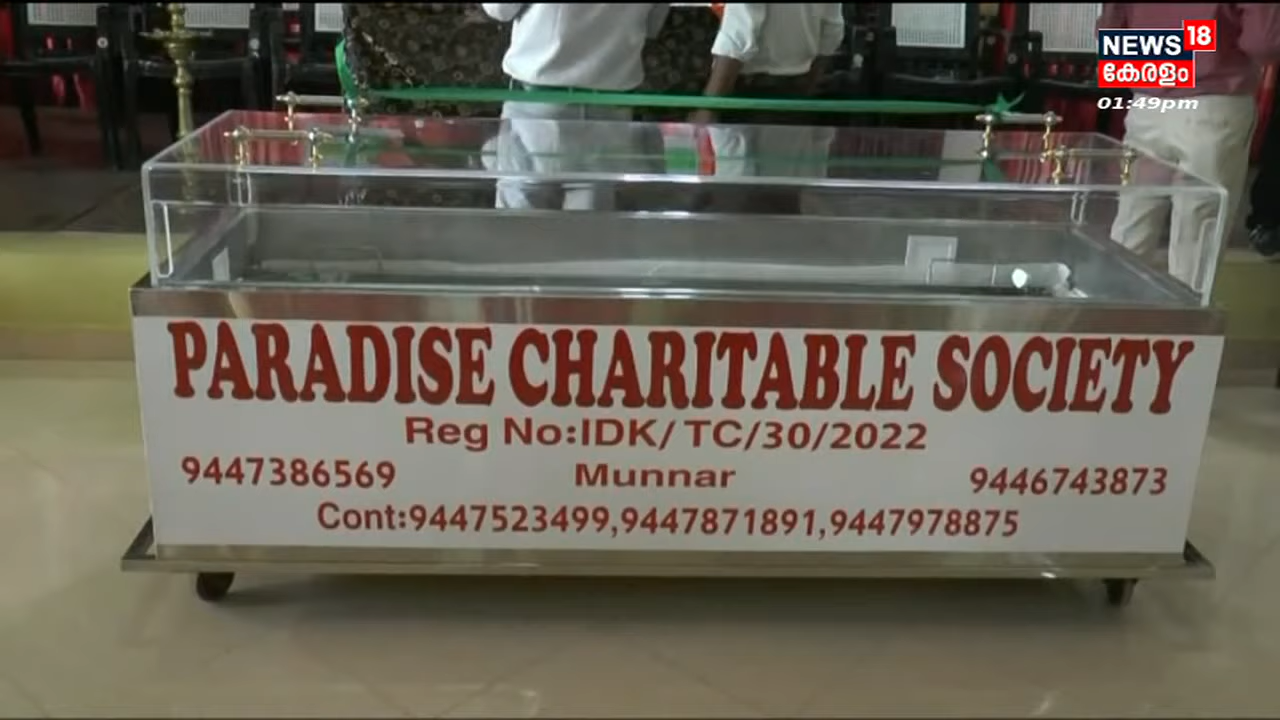 NEWS 18
കേരളം
01:49pm
PARADISE CHARITABLE SOCIETY
Reg No:IDK/ TC/30/2022
9447386569 Munnar 9446743873
Cont:9447523499,9447871891,9447978875